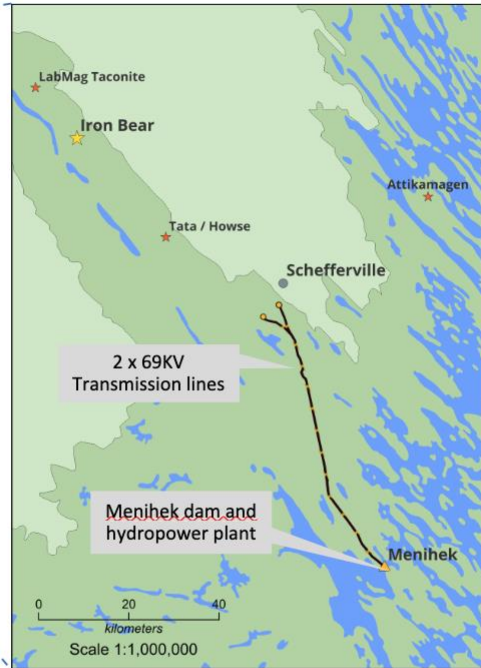 LabMag Taconite
Iron Bear
Attikamagen
Tata / Howse
Schefferville
2 x 69KV
Transmission lines
Menihek dam and
hydropower plant
Menihek
0 20 40
kilometers
Scale 1:1,000,000